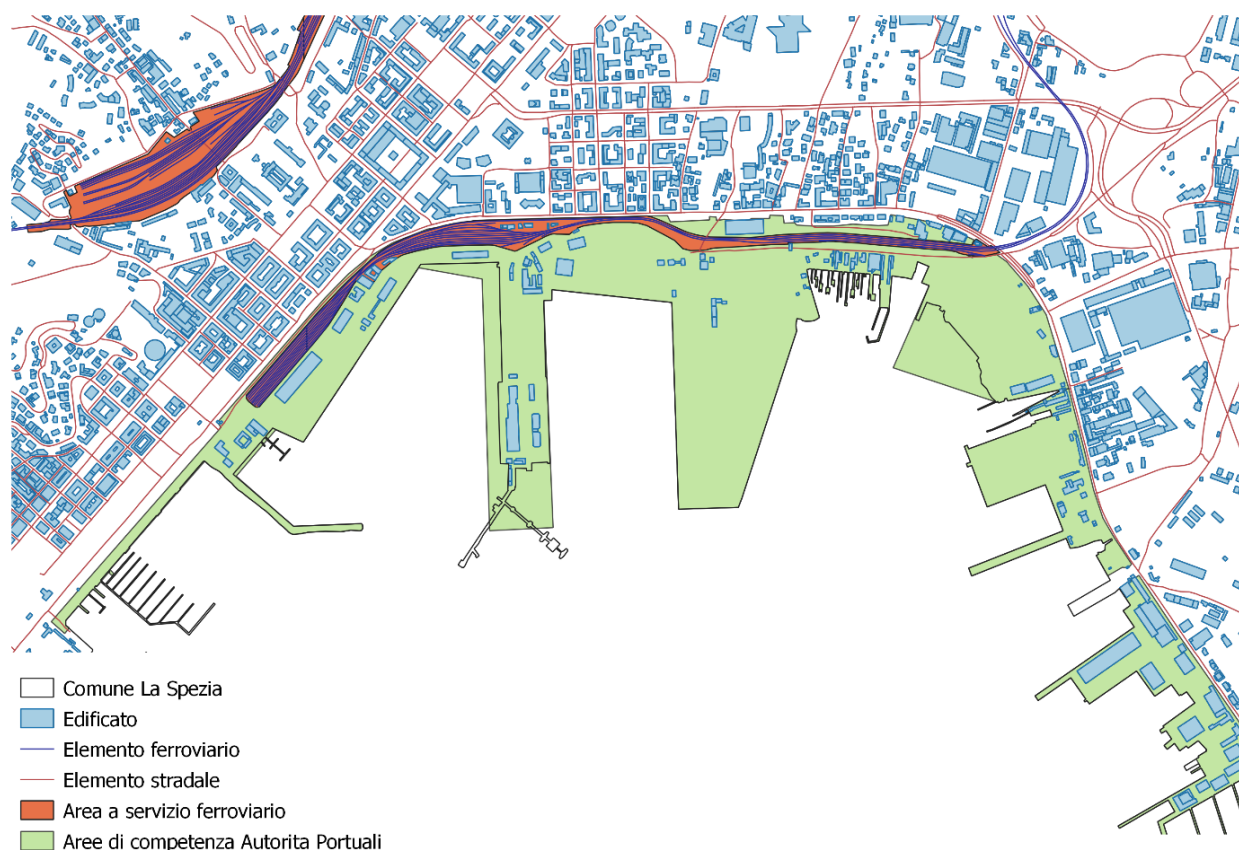 Comune La Spezia
Edificato
Elemento ferroviario
Elemento stradale
Area a servizio ferroviario
Aree di competenza Autorita Portuali